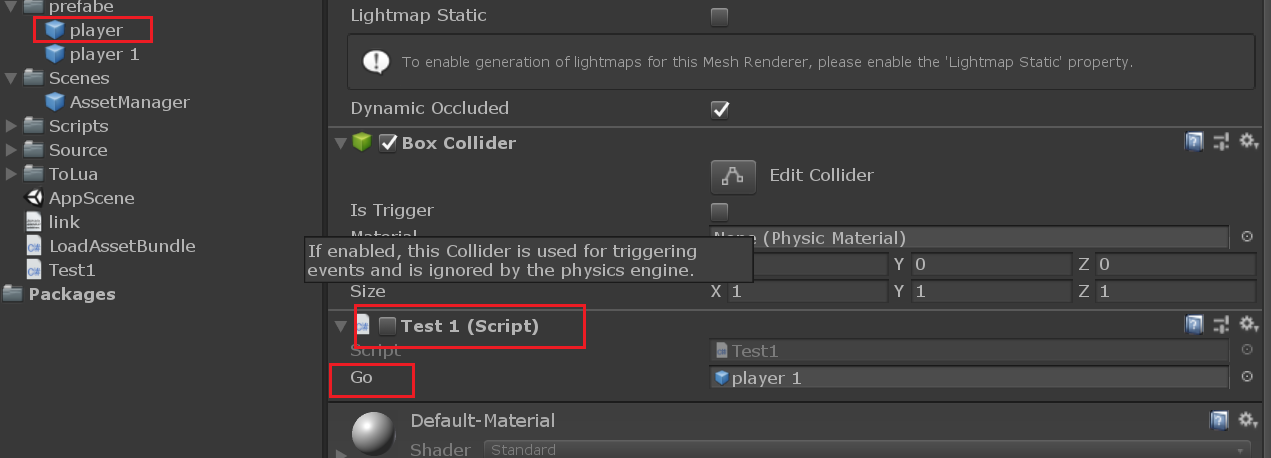 prefabe
player
player 1
Scenes
AssetManager
Scripts
Source
ToLua
AppScene
link
LoadAssetBundle
Test1
Packages
Lightmap Static
To enable generation of lightmaps for this Mesh Renderer, please enable the 'Lightmap Static' property.
Dynamic Occluded
Box Collider
Edit Collider
Is Trigger
Material None (Physic Material)
If enabled, this Collider is used for triggering
events and is ignored by the physics engine.
Y 0 Z 0
Size X 1 Y 1 Z 1
Test 1 (Script)
Script Test1
Go player 1
Default-Material
Shader Standard